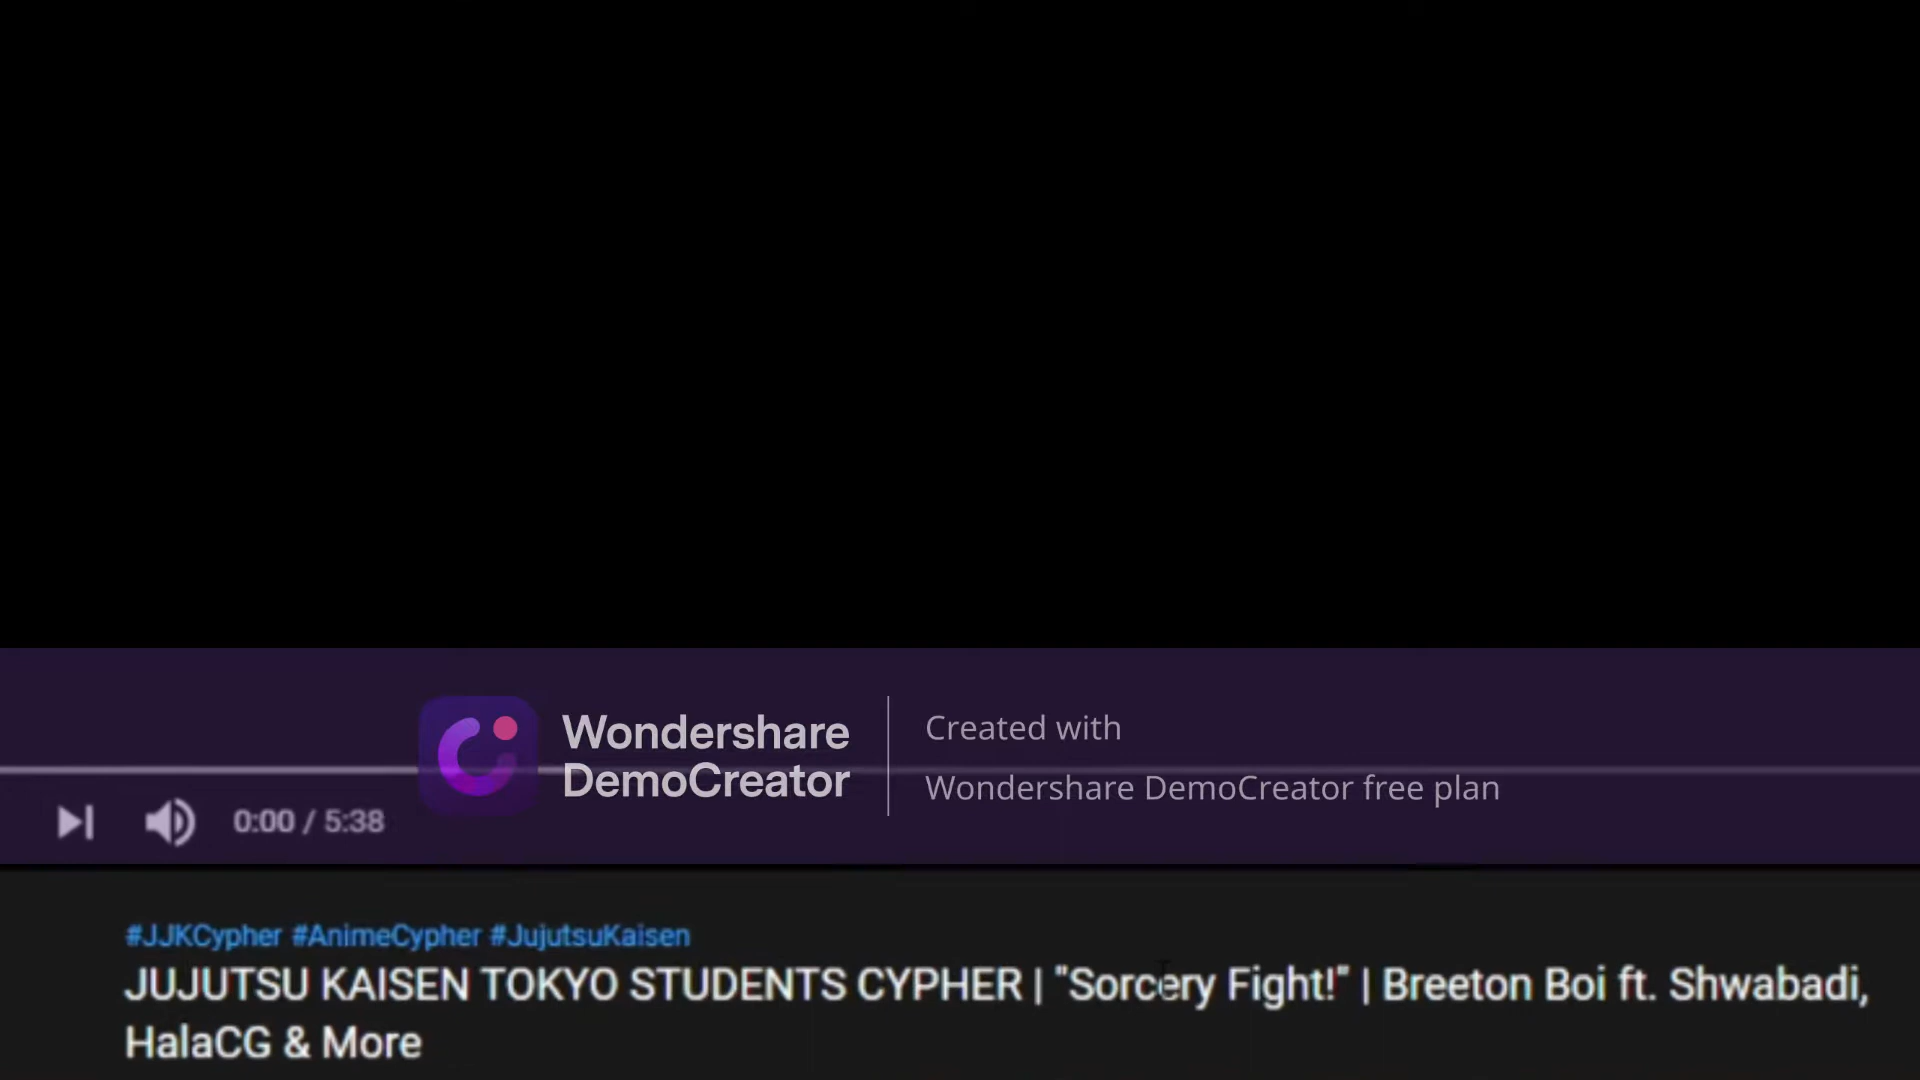 Wondershare
DemoCreator
Created with
Wondershare DemoCreator free plan
0:00 / 5:38
#JJKCypher #AnimeCypher #JujutsuKaisen
JUJUTSU KAISEN TOKYO STUDENTS CYPHER | "Sorcery Fight!" | Breeton Boi ft. Shwabadi,
HalaCG & More